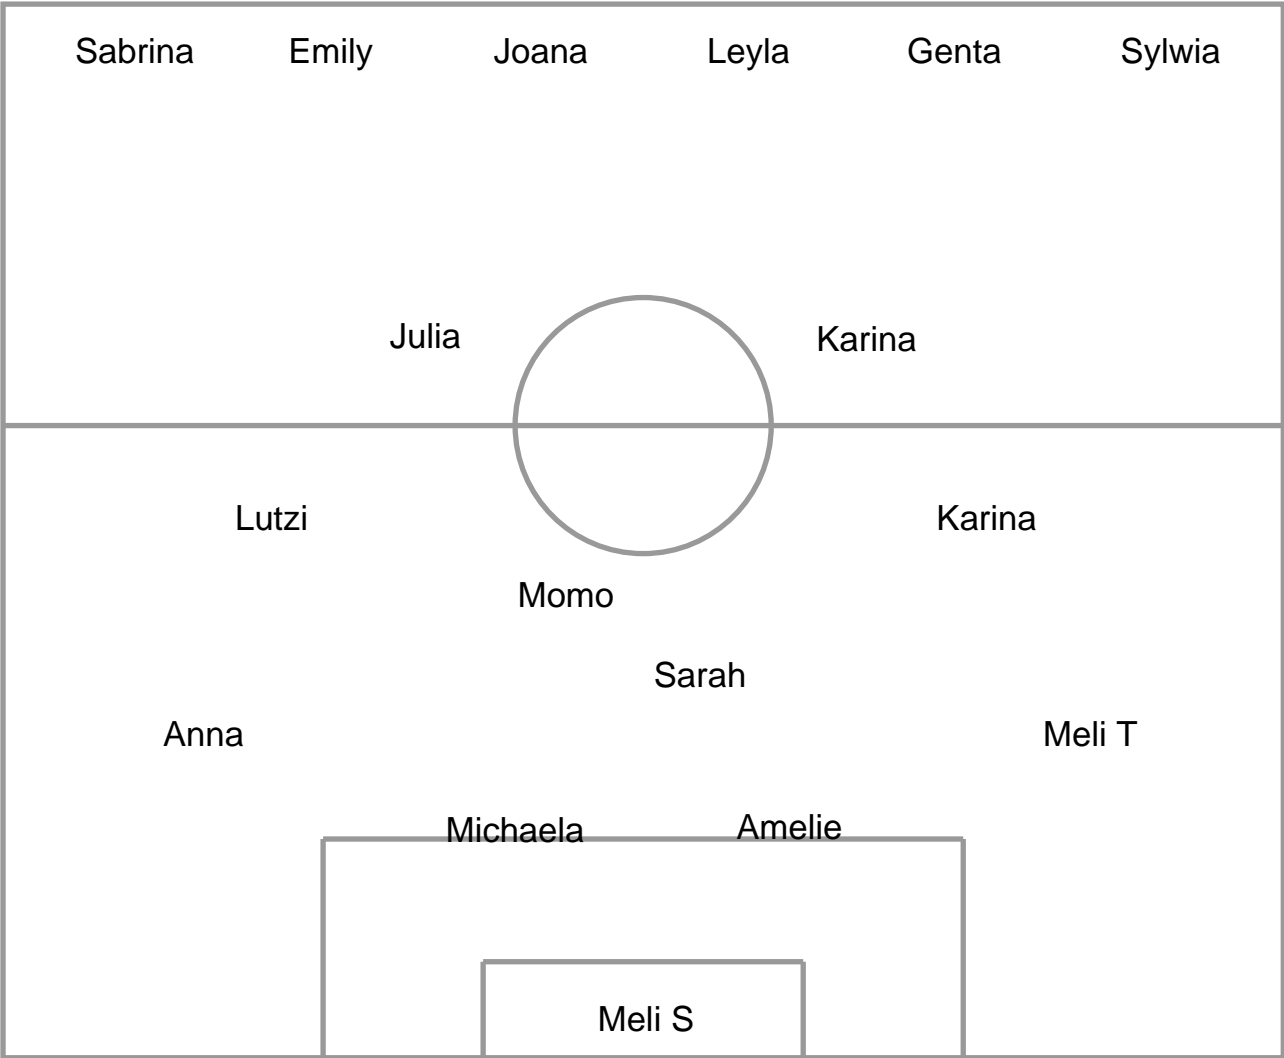 Sabrina Emily Joana Leyla Genta Sylwia
Julia Karina
Lutzi Karina
Momo
Sarah
Anna Meli T
Michaela Amelie
Meli S